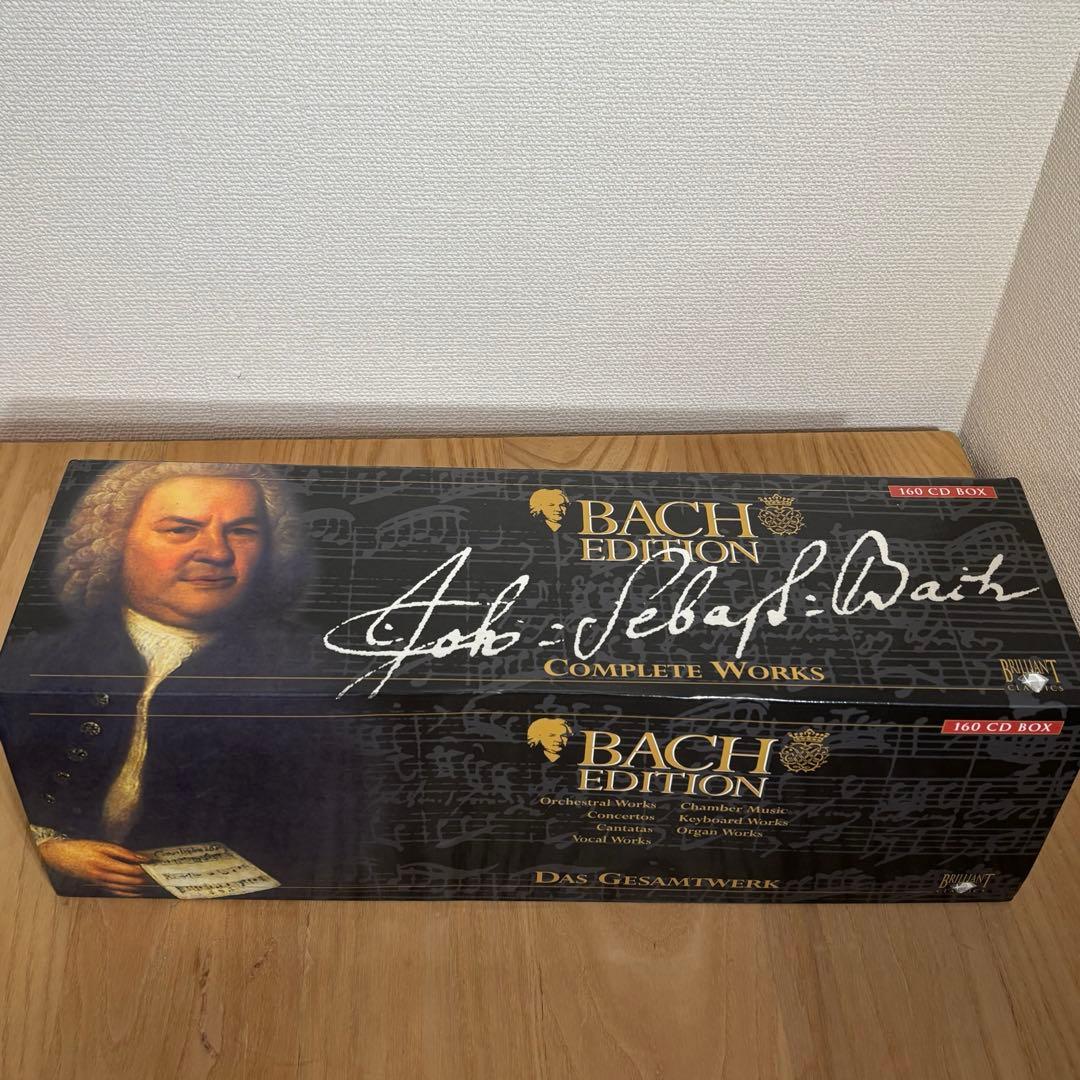 160 CD BOX
BACH
EDITION
Joh: Sebast: Bach
COMPLETE WORKS
BRILLIANT
CLASSICS
160 CD BOX
BACH
EDITION
Orchestral Works Chamber Music
Concertos Keyboard Works
Cantatas Organ Works
Vocal Works
DAS GESAMTWERK
BRILLIANT
CLASSICS